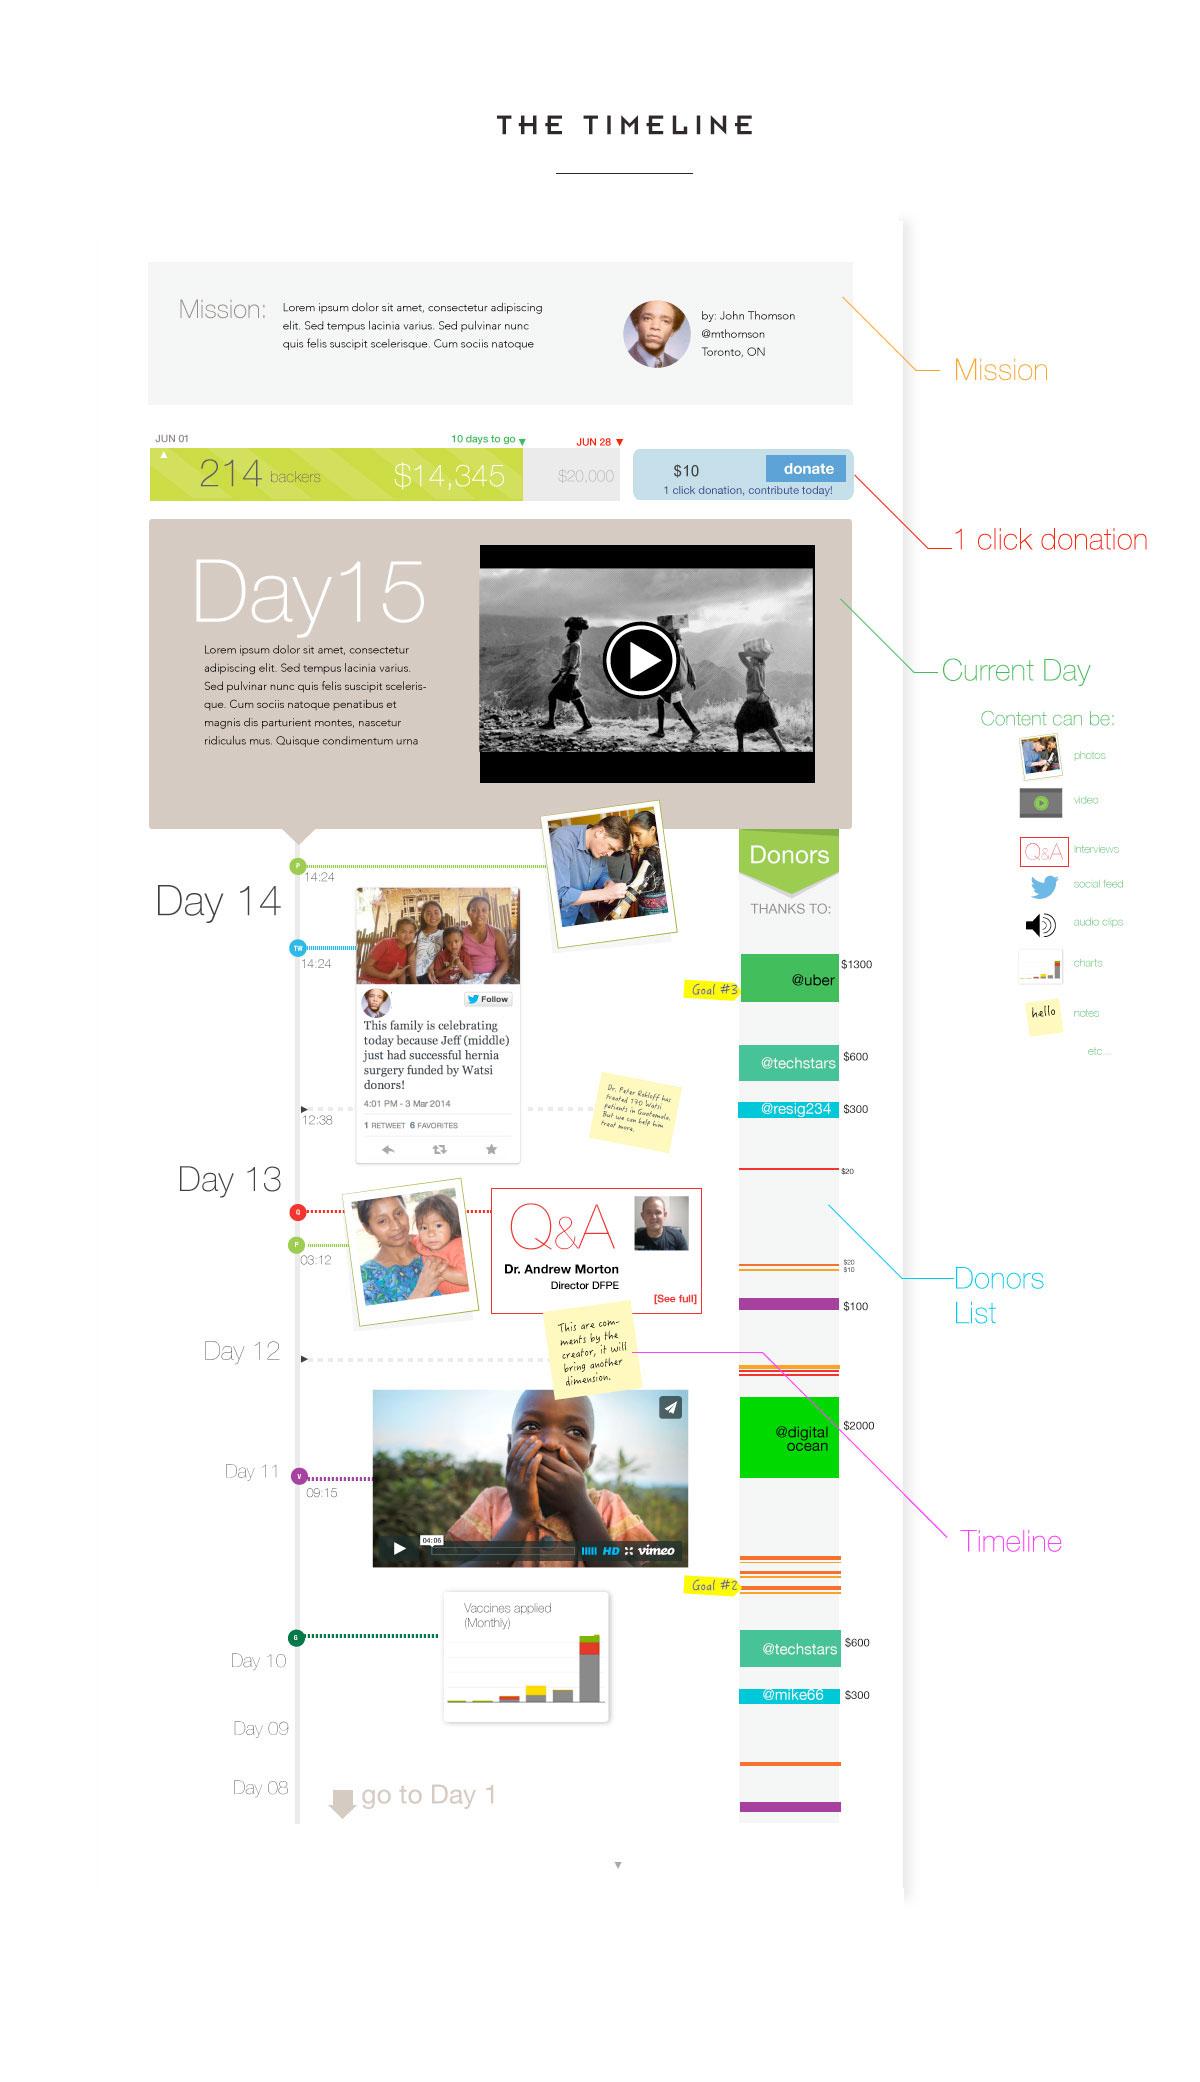 THE TIMELINE
Mission:
Lorem ipsum dolor sit amet, consectetur adipiscing
elit. Sed tempus lacinia varius. Sed pulvinar nunc
quis felis suscipit scelerisque. Cum sociis natoque
by: John Thomson
@mthomson
Toronto, ON
Mission
JUN 01
10 days to go
JUN 28
214 backers
$14,345
$20,000
$10
donate
1 click donation, contribute today!
1 click donation
Day15
Lorem ipsum dolor sit amet, consectetur
adipiscing elit. Sed tempus lacinia varius.
Sed pulvinar nunc quis felis suscipit sceleris-
que. Cum sociis natoque penatibus et
magnis dis parturient montes, nascetur
ridiculus mus. Quisque condimentum urna
Current Day
Content can be:
photos
video
Q&A
interviews
social feed
audio clips
charts
hello
notes
etc...
Donors
THANKS TO:
P
14:24
Day 14
TW
14:24
Follow
This family is celebrating
today because Jeff (middle)
just had successful hernia
surgery funded by Watsi
donors!
4:01 PM - 3 Mar 2014
1 RETWEET 6 FAVORITES
@uber
$1300
Goal #3
@techstars
$600
@resig234
$300
Dr. Peter Rohloff has
treated 170 Watsi
patients in Guatemala.
But we can help him
treat more.
12:38
Day 13
$20
Q
P
03:12
Q&A
Dr. Andrew Morton
Director DFPE
[See full]
$20
$10
$100
Donors
List
Day 12
This are com-
ments by the
creator, it will
bring another
dimension.
@digital
ocean
$2000
Day 11
V
09:15
04:06
HD
vimeo
Timeline
Goal #2
Vaccines applied
(Monthly)
G
Day 10
@techstars
$600
@mike66
$300
Day 09
Day 08
go to Day 1